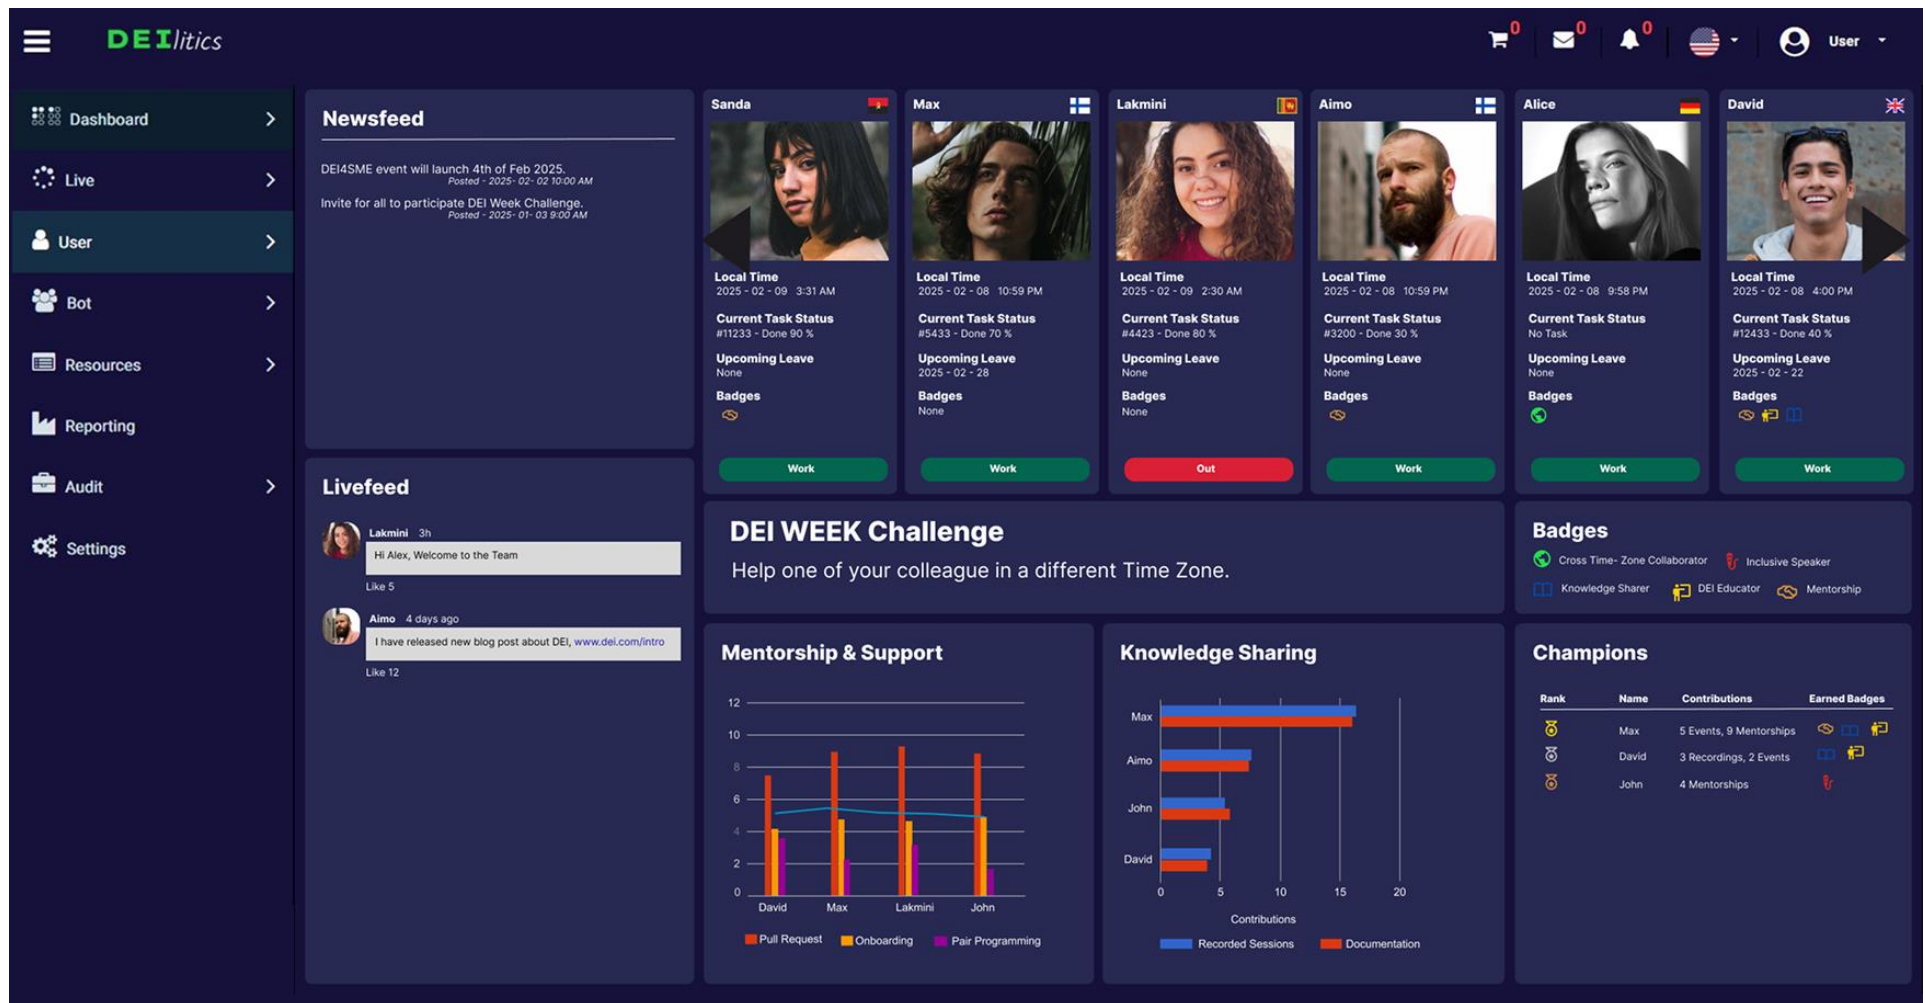 DEIlitics
0
0
0
User
Dashboard
Live
User
Bot
Resources
Reporting
Audit
Settings
Newsfeed
DEI4SME event will launch 4th of Feb 2025.
Posted - 2025- 02- 02 10:00 AM
Invite for all to participate DEI Week Challenge.
Posted - 2025- 01- 03 9:00 AM
Livefeed
Lakmini 3h
Hi Alex, Welcome to the Team
Like 5
Aimo 4 days ago
I have released new blog post about DEI, www.dei.com/intro
Like 12
Sanda
Local Time
2025 - 02 - 09 3:31 AM
Current Task Status
#11233 - Done 90 %
Upcoming Leave
None
Badges
Work
Max
Local Time
2025 - 02 - 08 10:59 PM
Current Task Status
#5433 - Done 70 %
Upcoming Leave
2025 - 02 - 28
Badges
None
Work
Lakmini
Local Time
2025 - 02 - 09 2:30 AM
Current Task Status
#4423 - Done 80 %
Upcoming Leave
None
Badges
None
Out
Aimo
Local Time
2025 - 02 - 08 10:59 PM
Current Task Status
#3200 - Done 30 %
Upcoming Leave
None
Badges
Work
Alice
Local Time
2025 - 02 - 08 9:58 PM
Current Task Status
No Task
Upcoming Leave
None
Badges
Work
David
Local Time
2025 - 02 - 08 4:00 PM
Current Task Status
#12433 - Done 40 %
Upcoming Leave
2025 - 02 - 22
Badges
Work
DEI WEEK Challenge
Help one of your colleague in a different Time Zone.
Badges
Cross Time- Zone Collaborator Inclusive Speaker
Knowledge Sharer DEI Educator Mentorship
Mentorship & Support
12
10
8
6
4
2
0
David Max Lakmini John
Pull Request Onboarding Pair Programming
Knowledge Sharing
Max
Aimo
John
David
0 5 10 15 20
Contributions
Recorded Sessions Documentation
Champions
Rank Name Contributions Earned Badges
Max 5 Events, 9 Mentorships
David 3 Recordings, 2 Events
John 4 Mentorships